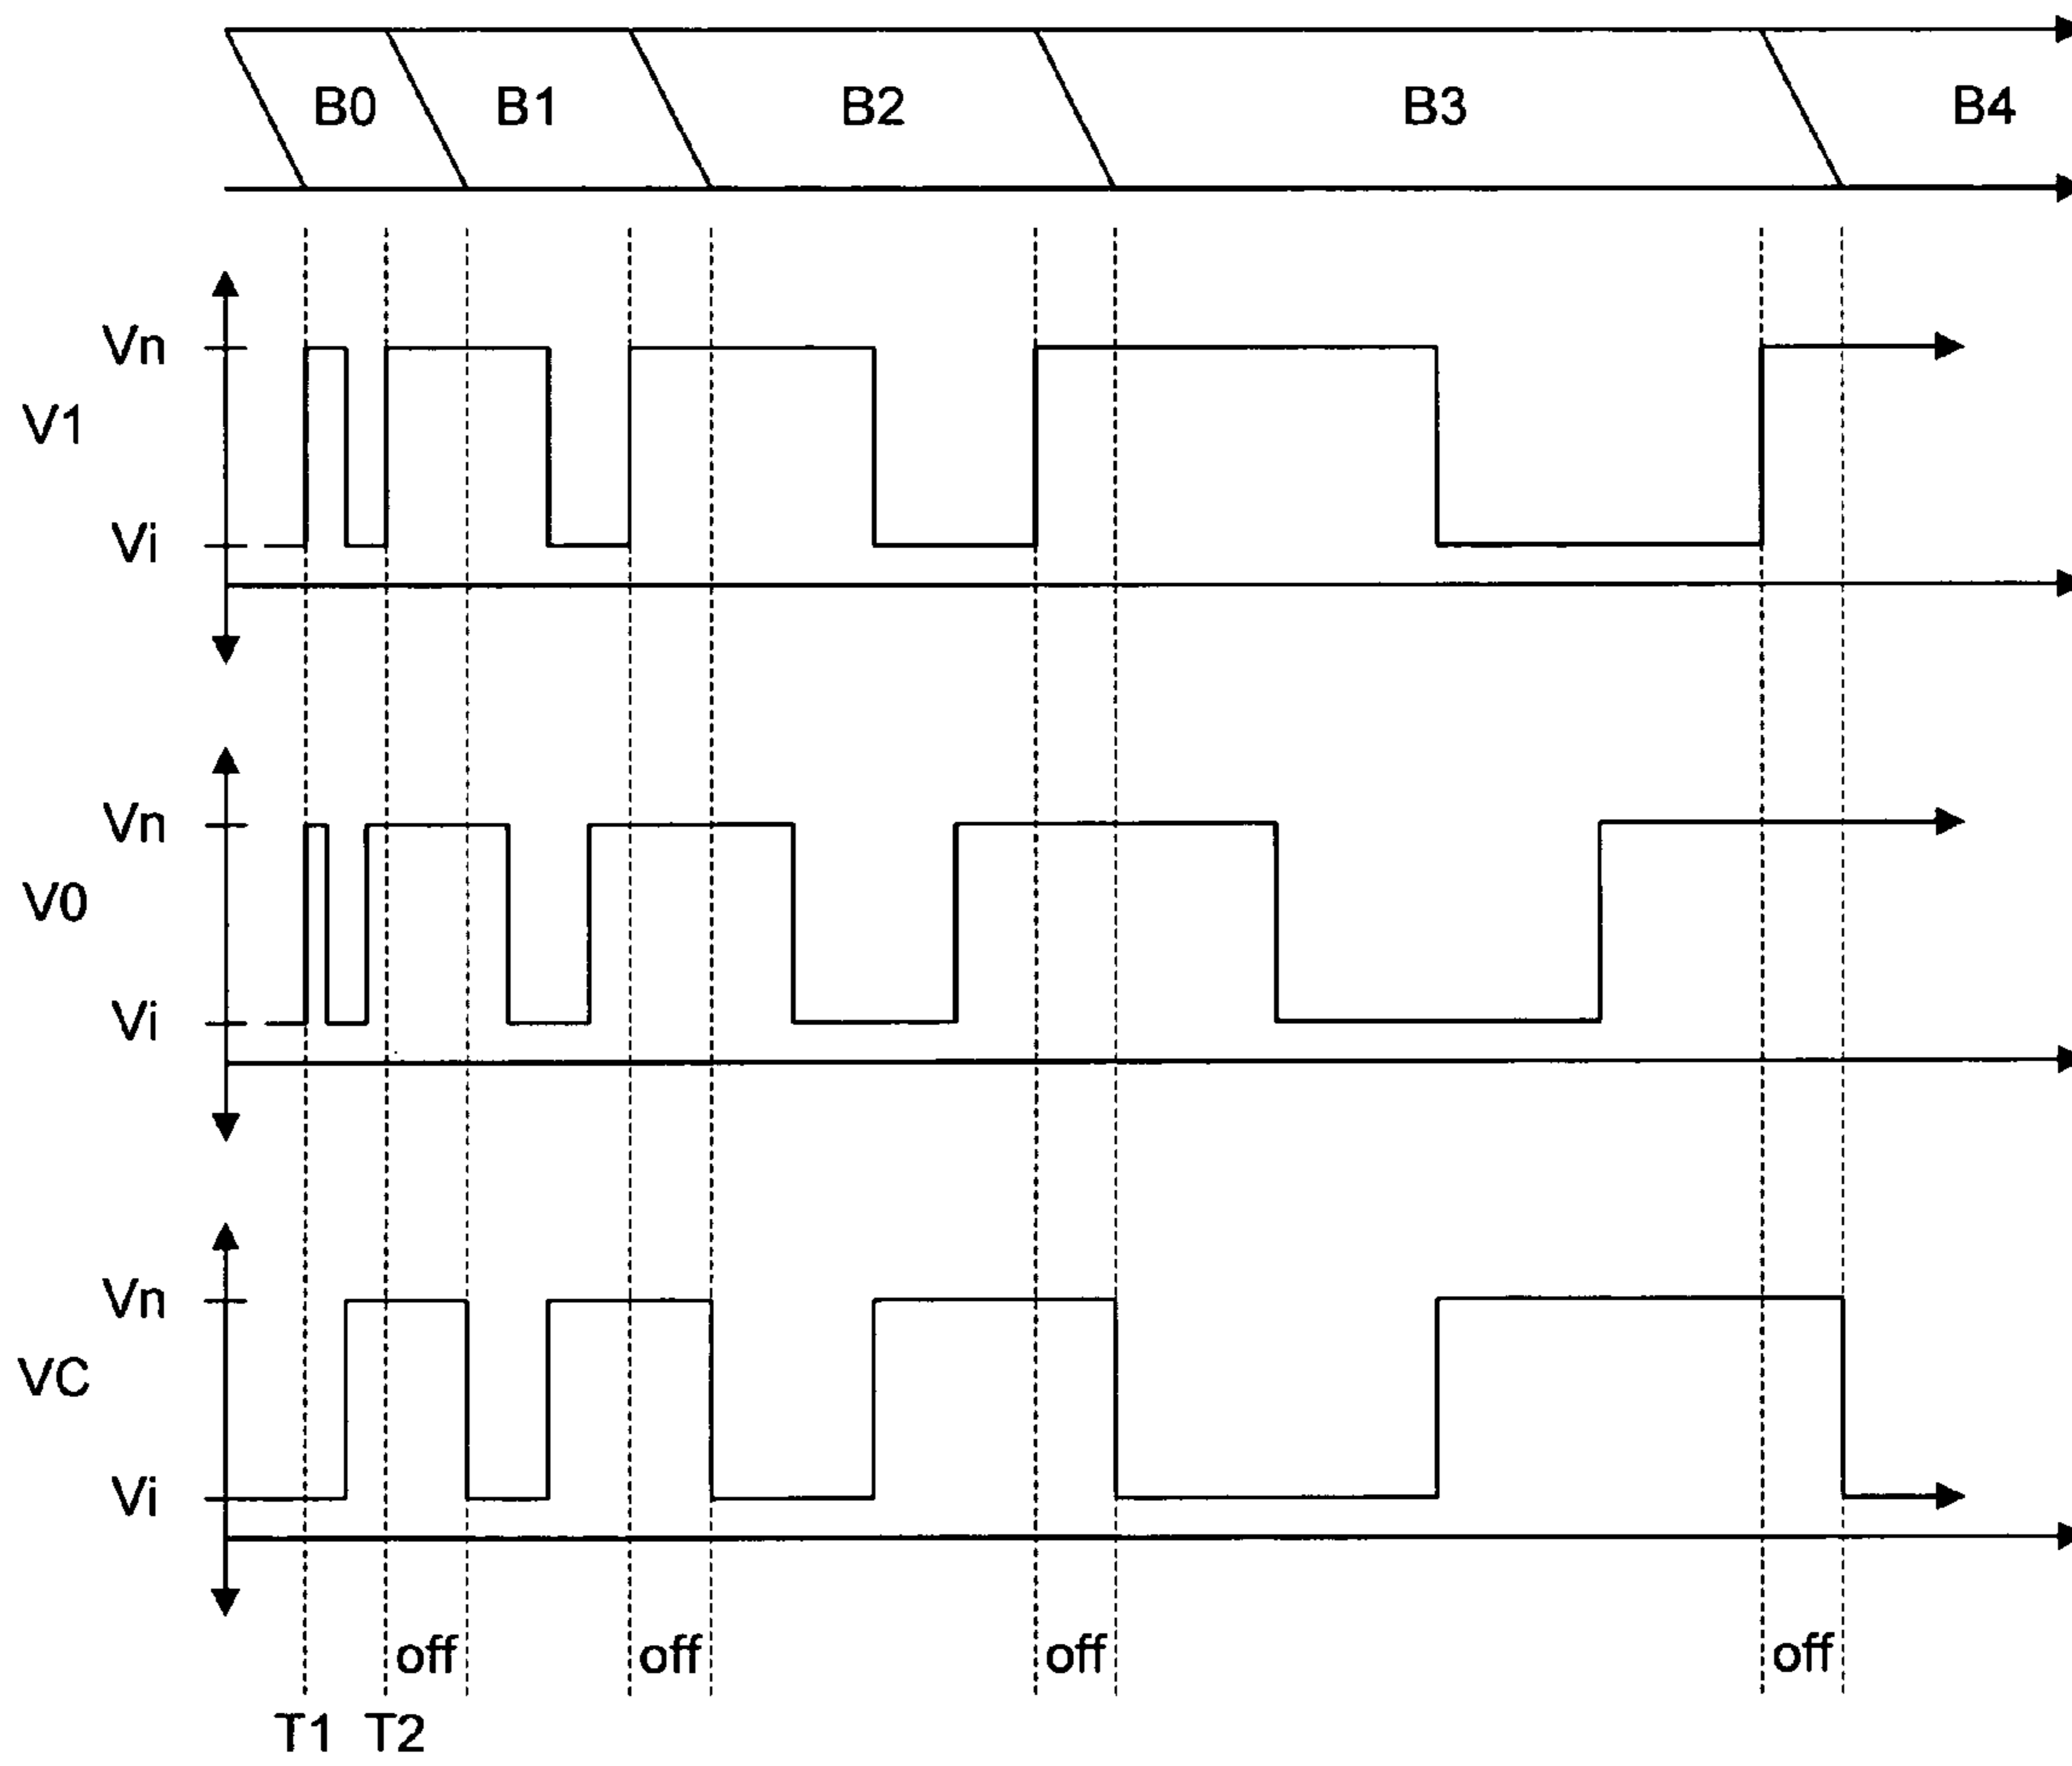 B0 B1 B2 B3 B4
Vn
V1
Vi
Vn
V0
Vi
Vn
VC
Vi
off off off off
T1 T2